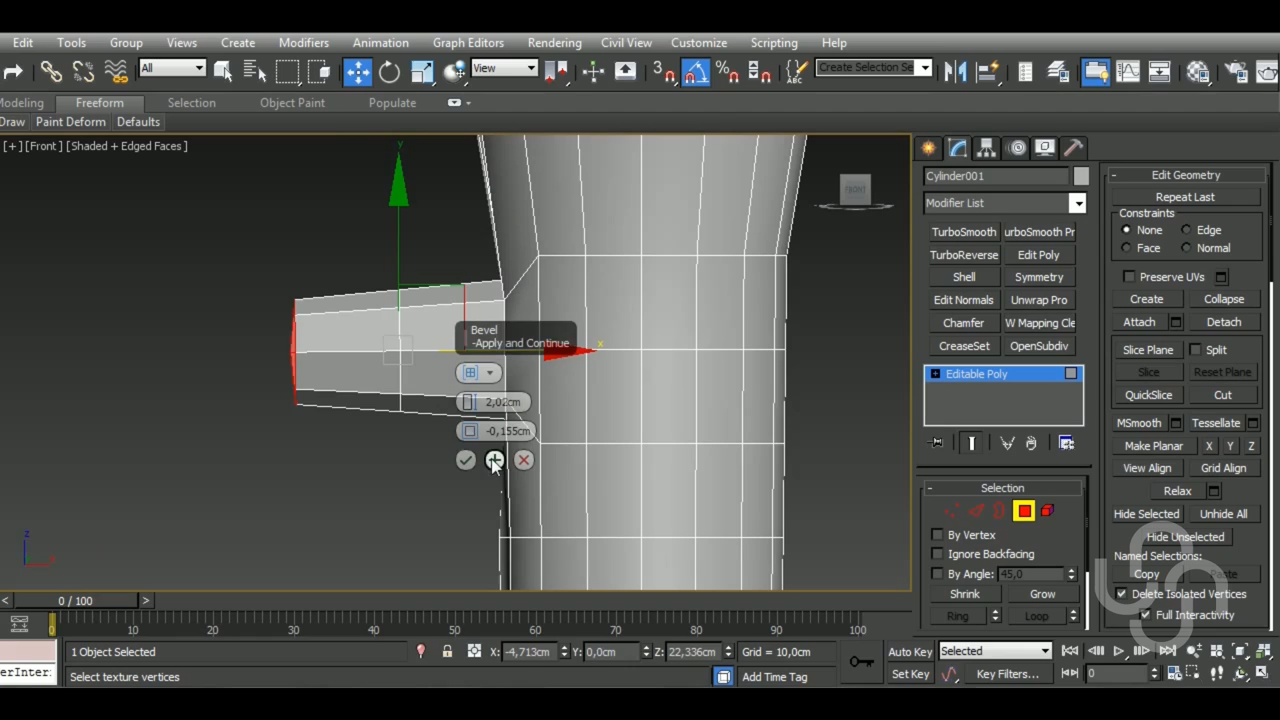 Edit Tools Group Views Create Modifiers Animation Graph Editors Rendering Civil View Customize Scripting Help
All View Create Selection Se
Modeling Freeform Selection Object Paint Populate
Draw Paint Deform Defaults
[+] [Front] [Shaded + Edged Faces]
FRONT
y
x
z
Bevel
-Apply and Continue
2,02cm
-0,155cm
Cylinder001
Modifier List
TurboSmooth urboSmooth Pr
TurboReverse Edit Poly
Shell Symmetry
Edit Normals Unwrap Pro
Chamfer W Mapping Cle
CreaseSet OpenSubdiv
Editable Poly
Selection
By Vertex
Ignore Backfacing
By Angle: 45,0
Shrink Grow
Ring Loop
Edit Geometry
Repeat Last
Constraints
None Edge
Face Normal
Preserve UVs
Create Collapse
Attach Detach
Slice Plane Split
Slice Reset Plane
QuickSlice Cut
MSmooth Tessellate
Make Planar X Y Z
View Align Grid Align
Relax
Hide Selected Unhide All
Hide Unselected
Named Selections:
Copy Paste
Delete Isolated Vertices
Full Interactivity
< 0 / 100 >
0 10 20 30 40 50 60 70 80 90 100
1 Object Selected X: -4,713cm Y: 0,0cm Z: 22,336cm Grid = 10,0cm Auto Key Selected
erInter: Select texture vertices Add Time Tag Set Key Key Filters... 0